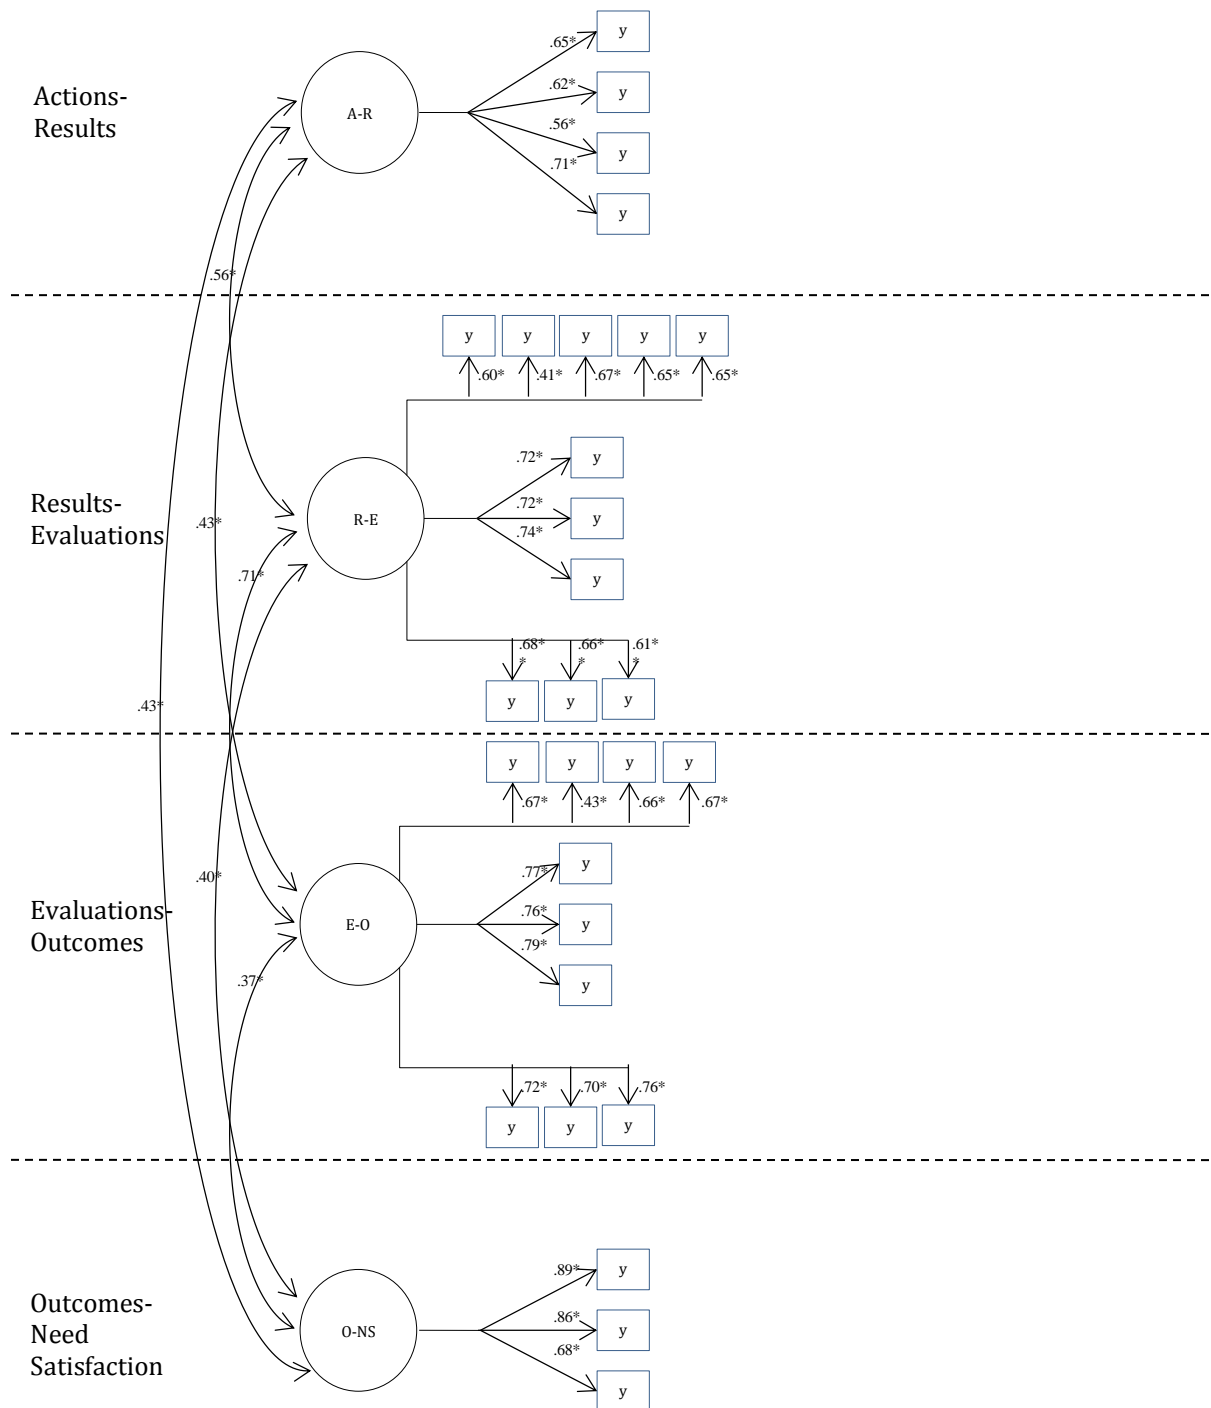 y
.65*
.62*
y
Actions-
Results
A-R
.56*
y
.71*
y
.56*
y y y y y
.60* .41* .67* .65* .65*
.72*
y
Results-
Evaluations
.43*
R-E
.72*
y
.74*
.71*
y
.68* .66* .61*
* * *
y y y
.43*
y y y y
.67* .43* .66* .67*
.77*
y
.40*
Evaluations-
Outcomes
E-O
.76*
y
.79*
.37*
y
.72* .70* .76*
y y y
.89*
y
Outcomes-
Need
Satisfaction
O-NS
.86*
y
.68*
y